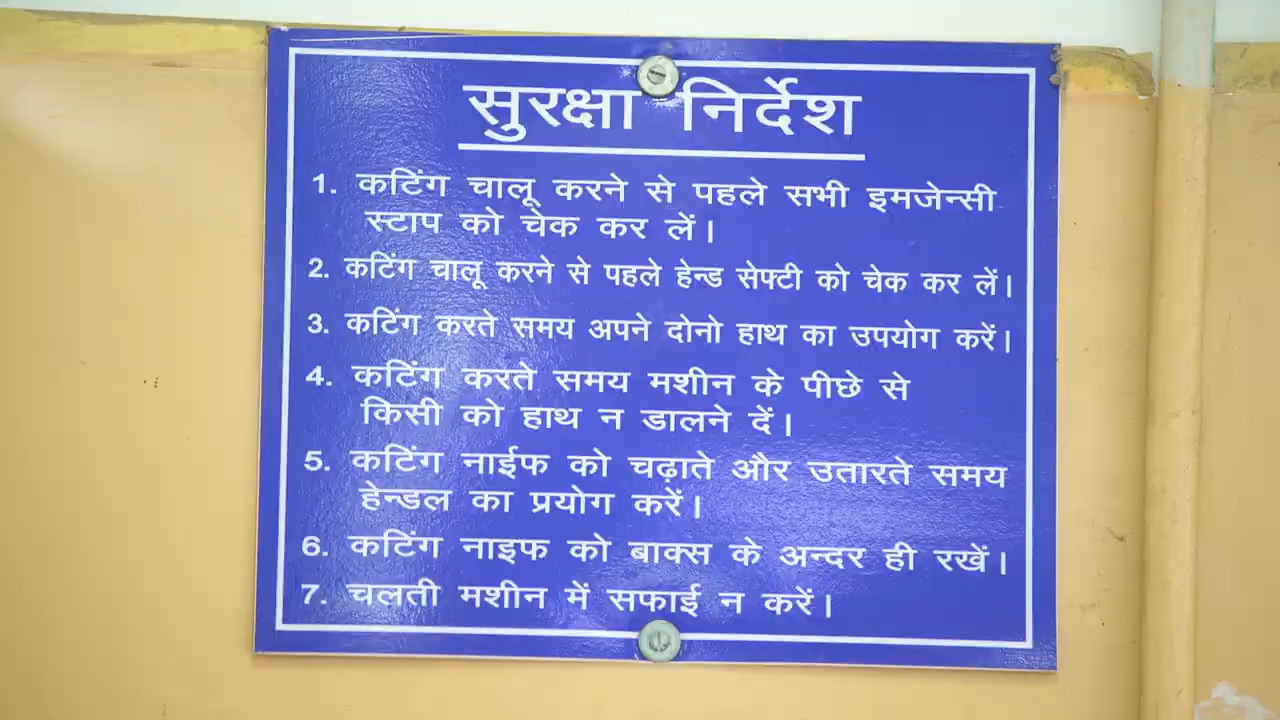 सुरक्षा निर्देश
1. कटिंग चालू करने से पहले सभी इमजेन्सी
स्टाप को चेक कर लें।
2. कटिंग चालू करने से पहले हेन्ड सेफ्टी को चेक कर लें।
3. कटिंग करते समय अपने दोनो हाथ का उपयोग करें।
4. कटिंग करते समय मशीन के पीछे से
किसी को हाथ न डालने दें।
5. कटिंग नाईफ को चढ़ाते और उतारते समय
हेन्डल का प्रयोग करें।
6. कटिंग नाइफ को बाक्स के अन्दर ही रखें।
7. चलती मशीन में सफाई न करें।